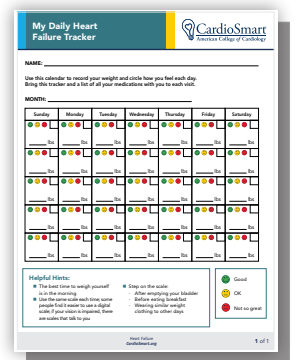 My Daily Heart
Failure Tracker
CardioSmart
American College of Cardiology
NAME:
Use this calendar to record your weight and circle how you feel each day.
Bring this tracker and a list of all your medications with you to each visit.
MONTH:
Sunday Monday Tuesday Wednesday Thursday Friday Saturday
lbs lbs lbs lbs lbs lbs lbs
lbs lbs lbs lbs lbs lbs lbs
lbs lbs lbs lbs lbs lbs lbs
lbs lbs lbs lbs lbs lbs lbs
lbs lbs lbs lbs lbs lbs lbs
Helpful Hints:
■ The best time to weigh yourself
is in the morning
■ Use the same scale each time; some
people find it easier to use a digital
scale; if your vision is impaired, there
are scales that talk to you
■ Step on the scale:
- After emptying your bladder
- Before eating breakfast
- Wearing similar weight
clothing to other days
Good
OK
Not so great
Heart Failure
CardioSmart.org
1 of 1